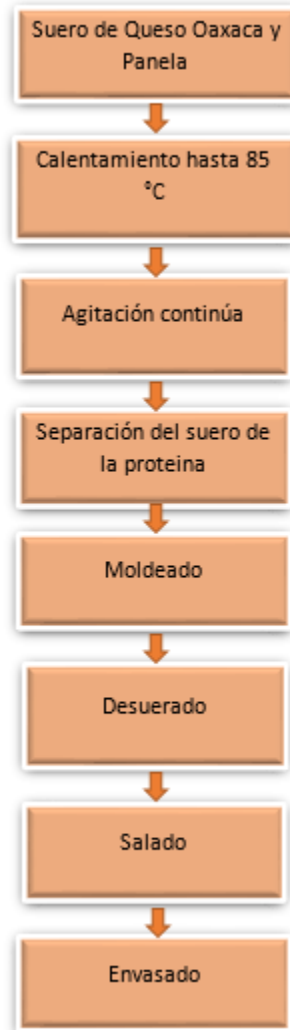 Suero de Queso Oaxaca y
Panela
Calentamiento hasta 85
°C
Agitación continúa
Separación del suero de
la proteina
Moldeado
Desuerado
Salado
Envasado